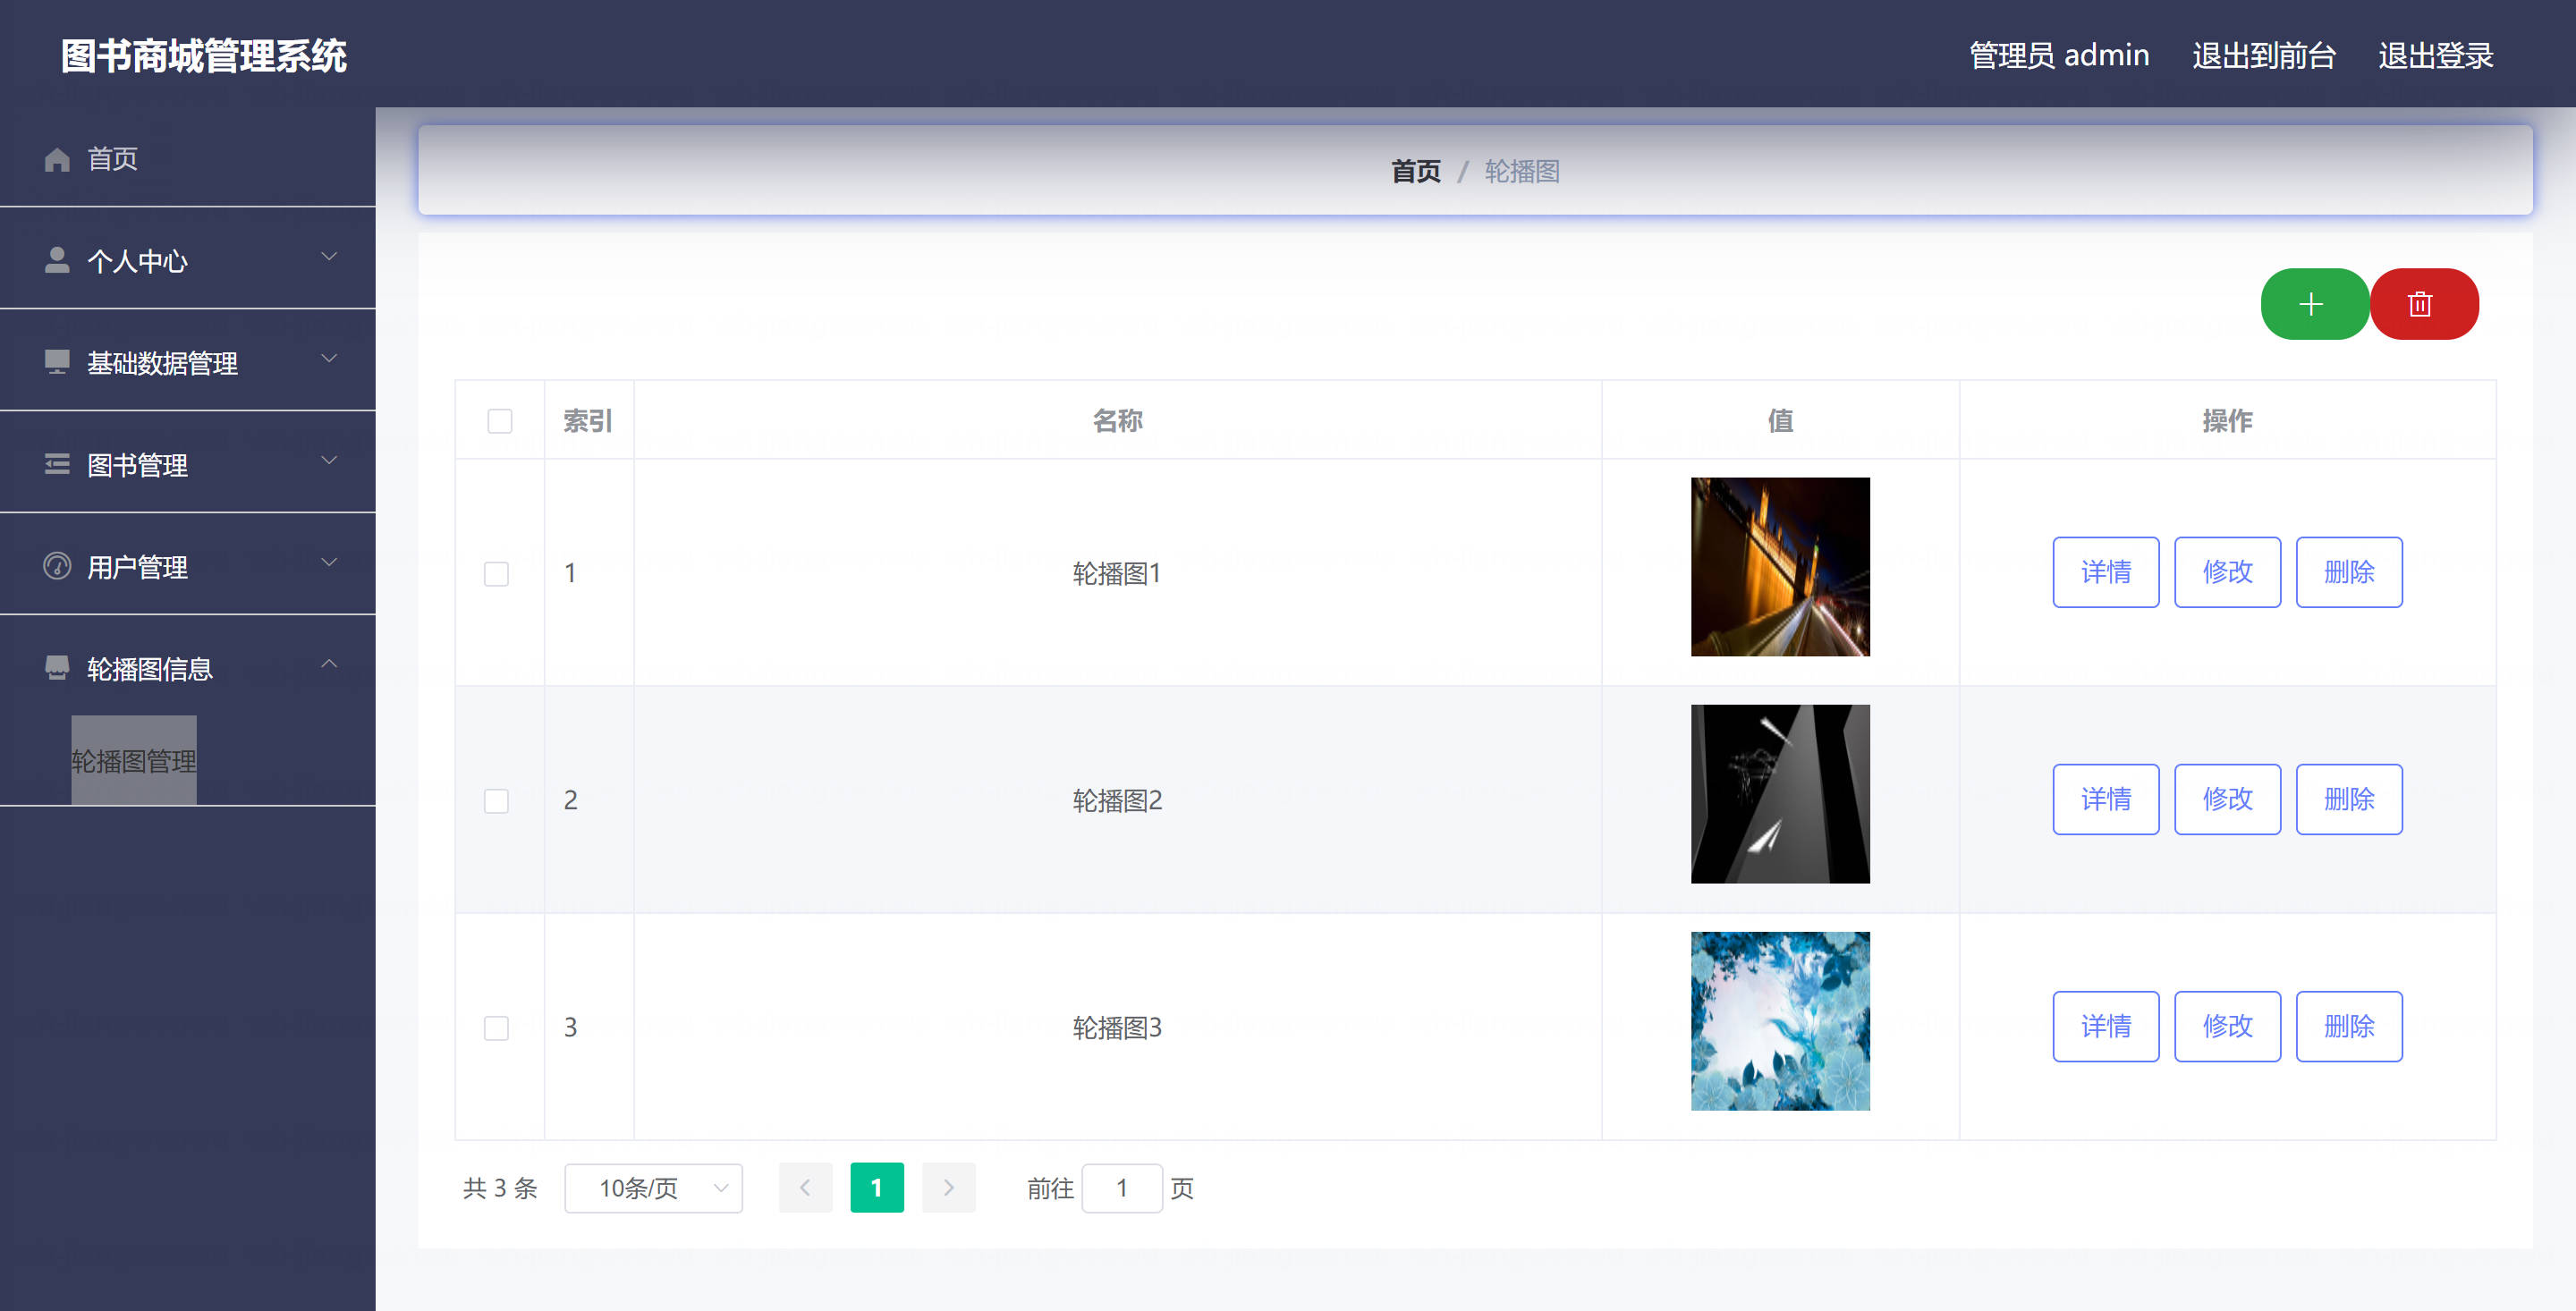 图书商城管理系统
管理员 admin 退出到前台 退出登录
首页
个人中心
基础数据管理
图书管理
用户管理
轮播图信息
轮播图管理
首页 / 轮播图
索引 名称 值 操作
1 轮播图1 详情 修改 删除
2 轮播图2 详情 修改 删除
3 轮播图3 详情 修改 删除
共 3 条 10条/页 1 前往 1 页